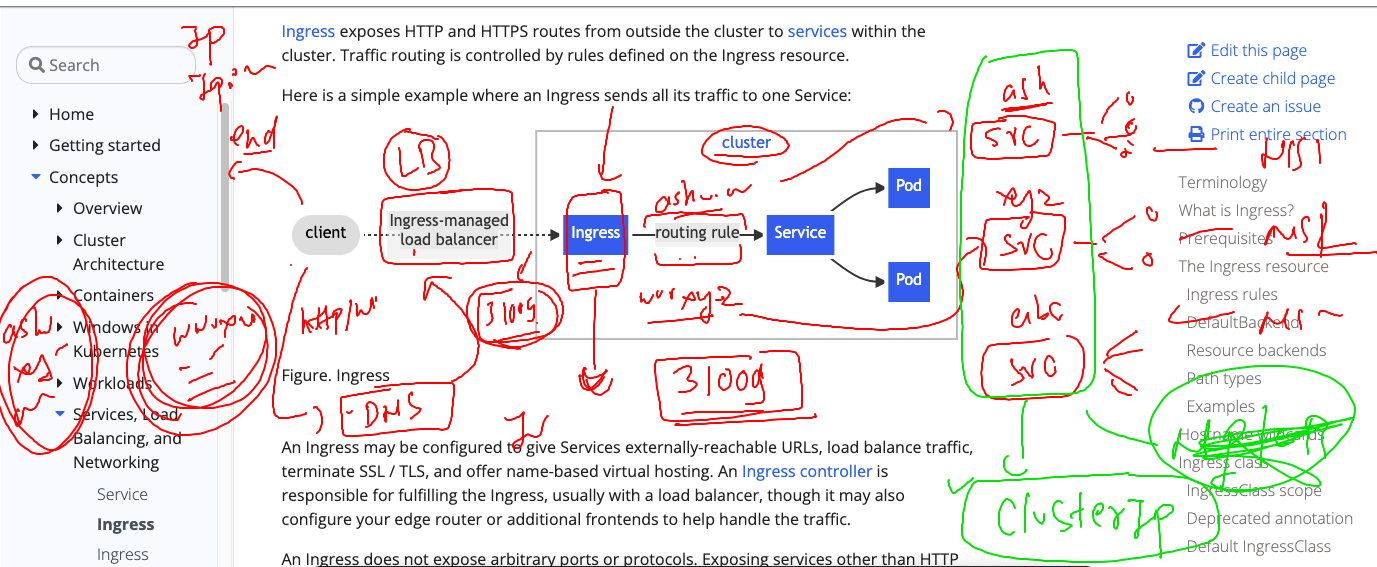 Search
Home
Getting started
Concepts
Overview
Cluster
Architecture
Containers
Windows in
Kubernetes
Workloads
Services, Load
Balancing, and
Networking
Service
Ingress
Ingress
Ip
end
Ingress exposes HTTP and HTTPS routes from outside the cluster to services within the
cluster. Traffic routing is controlled by rules defined on the Ingress resource.
Here is a simple example where an Ingress sends all its traffic to one Service:
LB
cluster
client
Ingress-managed
load balancer
Ingress
routing rule
Service
Pod
Pod
31009
31009
DNS
ash
SVC
xyz
SVC
abc
SVC
ClusterIp
Figure. Ingress
An Ingress may be configured to give Services externally-reachable URLs, load balance traffic,
terminate SSL / TLS, and offer name-based virtual hosting. An Ingress controller is
responsible for fulfilling the Ingress, usually with a load balancer, though it may also
configure your edge router or additional frontends to help handle the traffic.
An Ingress does not expose arbitrary ports or protocols. Exposing services other than HTTP
Edit this page
Create child page
Create an issue
Print entire section
Terminology
What is Ingress?
Prerequisites
The Ingress resource
Ingress rules
DefaultBackend
Resource backends
Path types
Examples
Hostname wildcards
Ingress class
IngressClass scope
Deprecated annotation
Default IngressClass